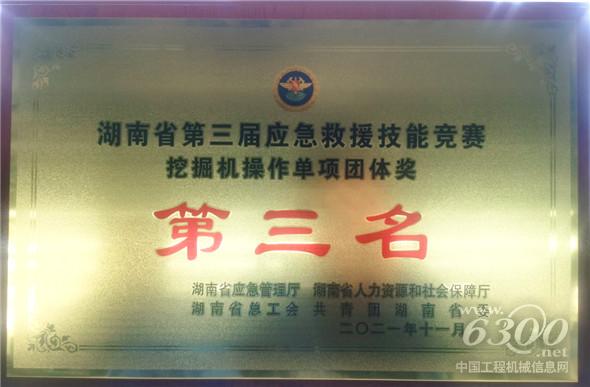 湖南省第三届应急救援技能竞赛
挖掘机操作单项团体奖
第三名
湖南省应急管理厅 湖南省人力资源和社会保障厅
湖南省总工会 共青团湖南省委
二〇二一年十一月
www.6300.net
中国工程机械信息网